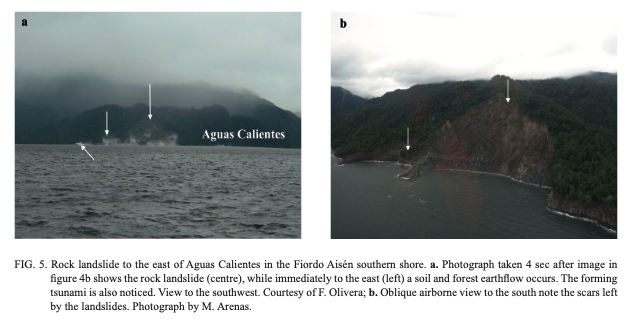 a
b
Aguas Calientes
FIG. 5. Rock landslide to the east of Aguas Calientes in the Fiordo Aisén southern shore. a. Photograph taken 4 sec after image in
figure 4b shows the rock landslide (centre), while immediately to the east (left) a soil and forest earthflow occurs. The forming
tsunami is also noticed. View to the southwest. Courtesy of F. Olivera; b. Oblique airborne view to the south note the scars left
by the landslides. Photograph by M. Arenas.